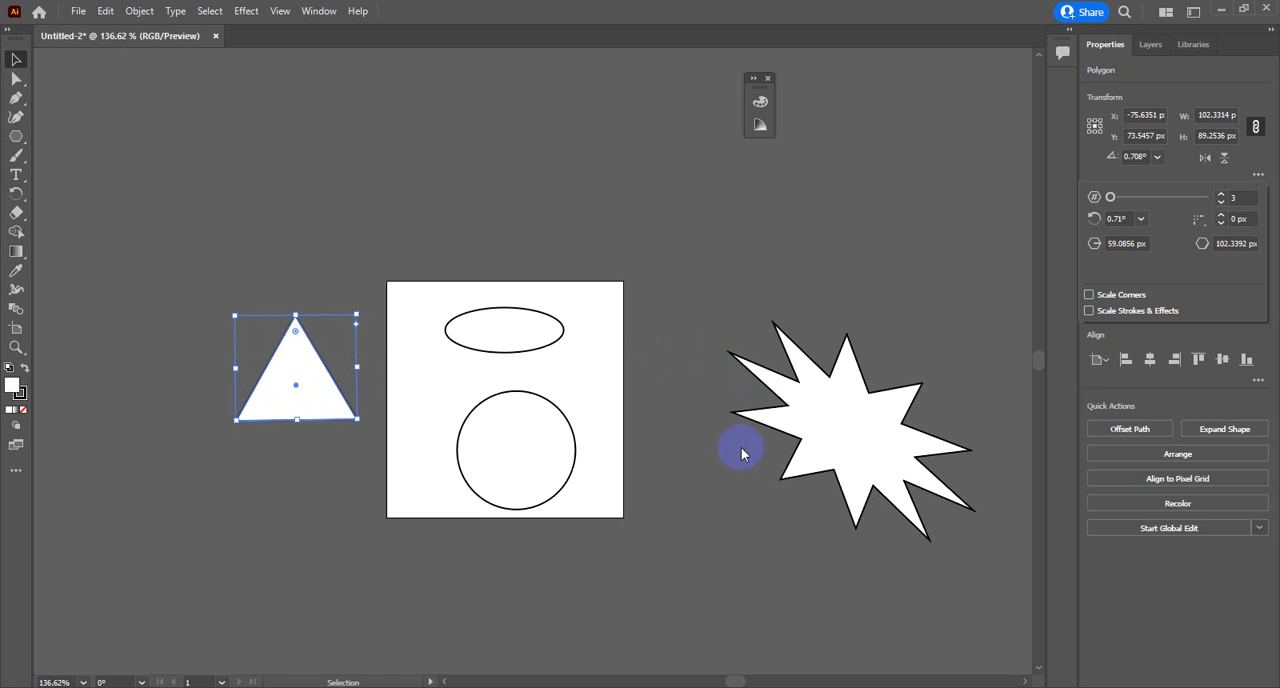 Ai File Edit Object Type Select Effect View Window Help Share
Untitled-2* @ 136.62 % (RGB/Preview)
Properties Layers Libraries
Polygon
Transform
X: -75.6351 p W: 102.3314 p
Y: 73.5457 px H: 89.2536 px
0.708°
3
0.71° 0 px
59.0856 px 102.3392 px
Scale Corners
Scale Strokes & Effects
Align
Quick Actions
Offset Path Expand Shape
Arrange
Align to Pixel Grid
Recolor
Start Global Edit
136.62% 0° 1 Selection